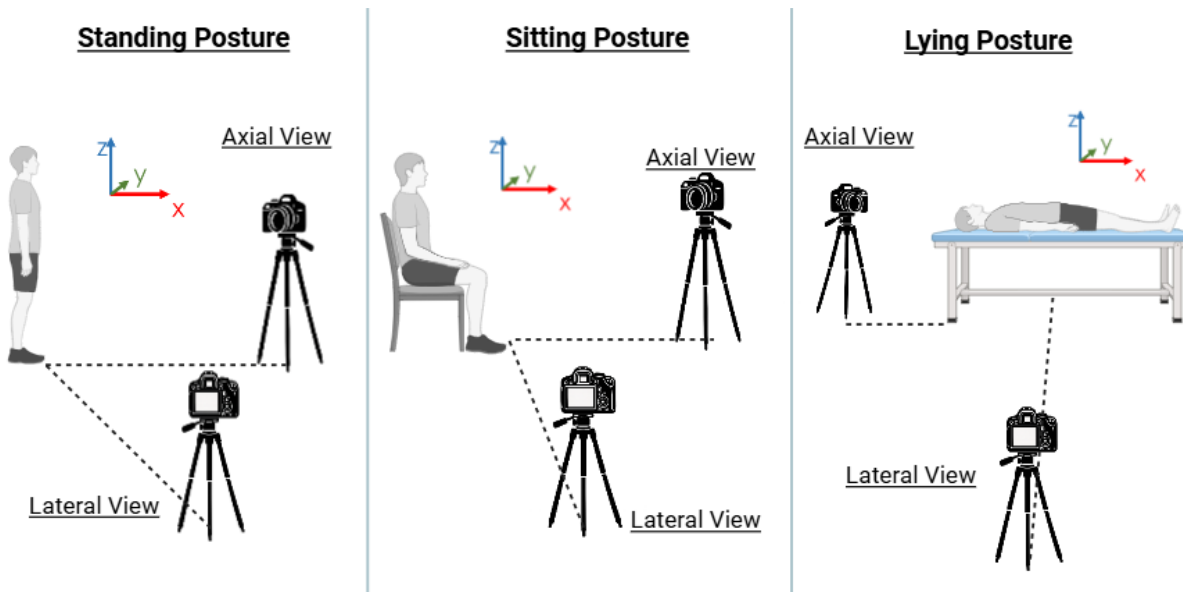 Standing Posture
Axial View
Z
y
X
Lateral View
Sitting Posture
Axial View
Z
y
X
Lateral View
Lying Posture
Axial View
Z
y
X
Lateral View